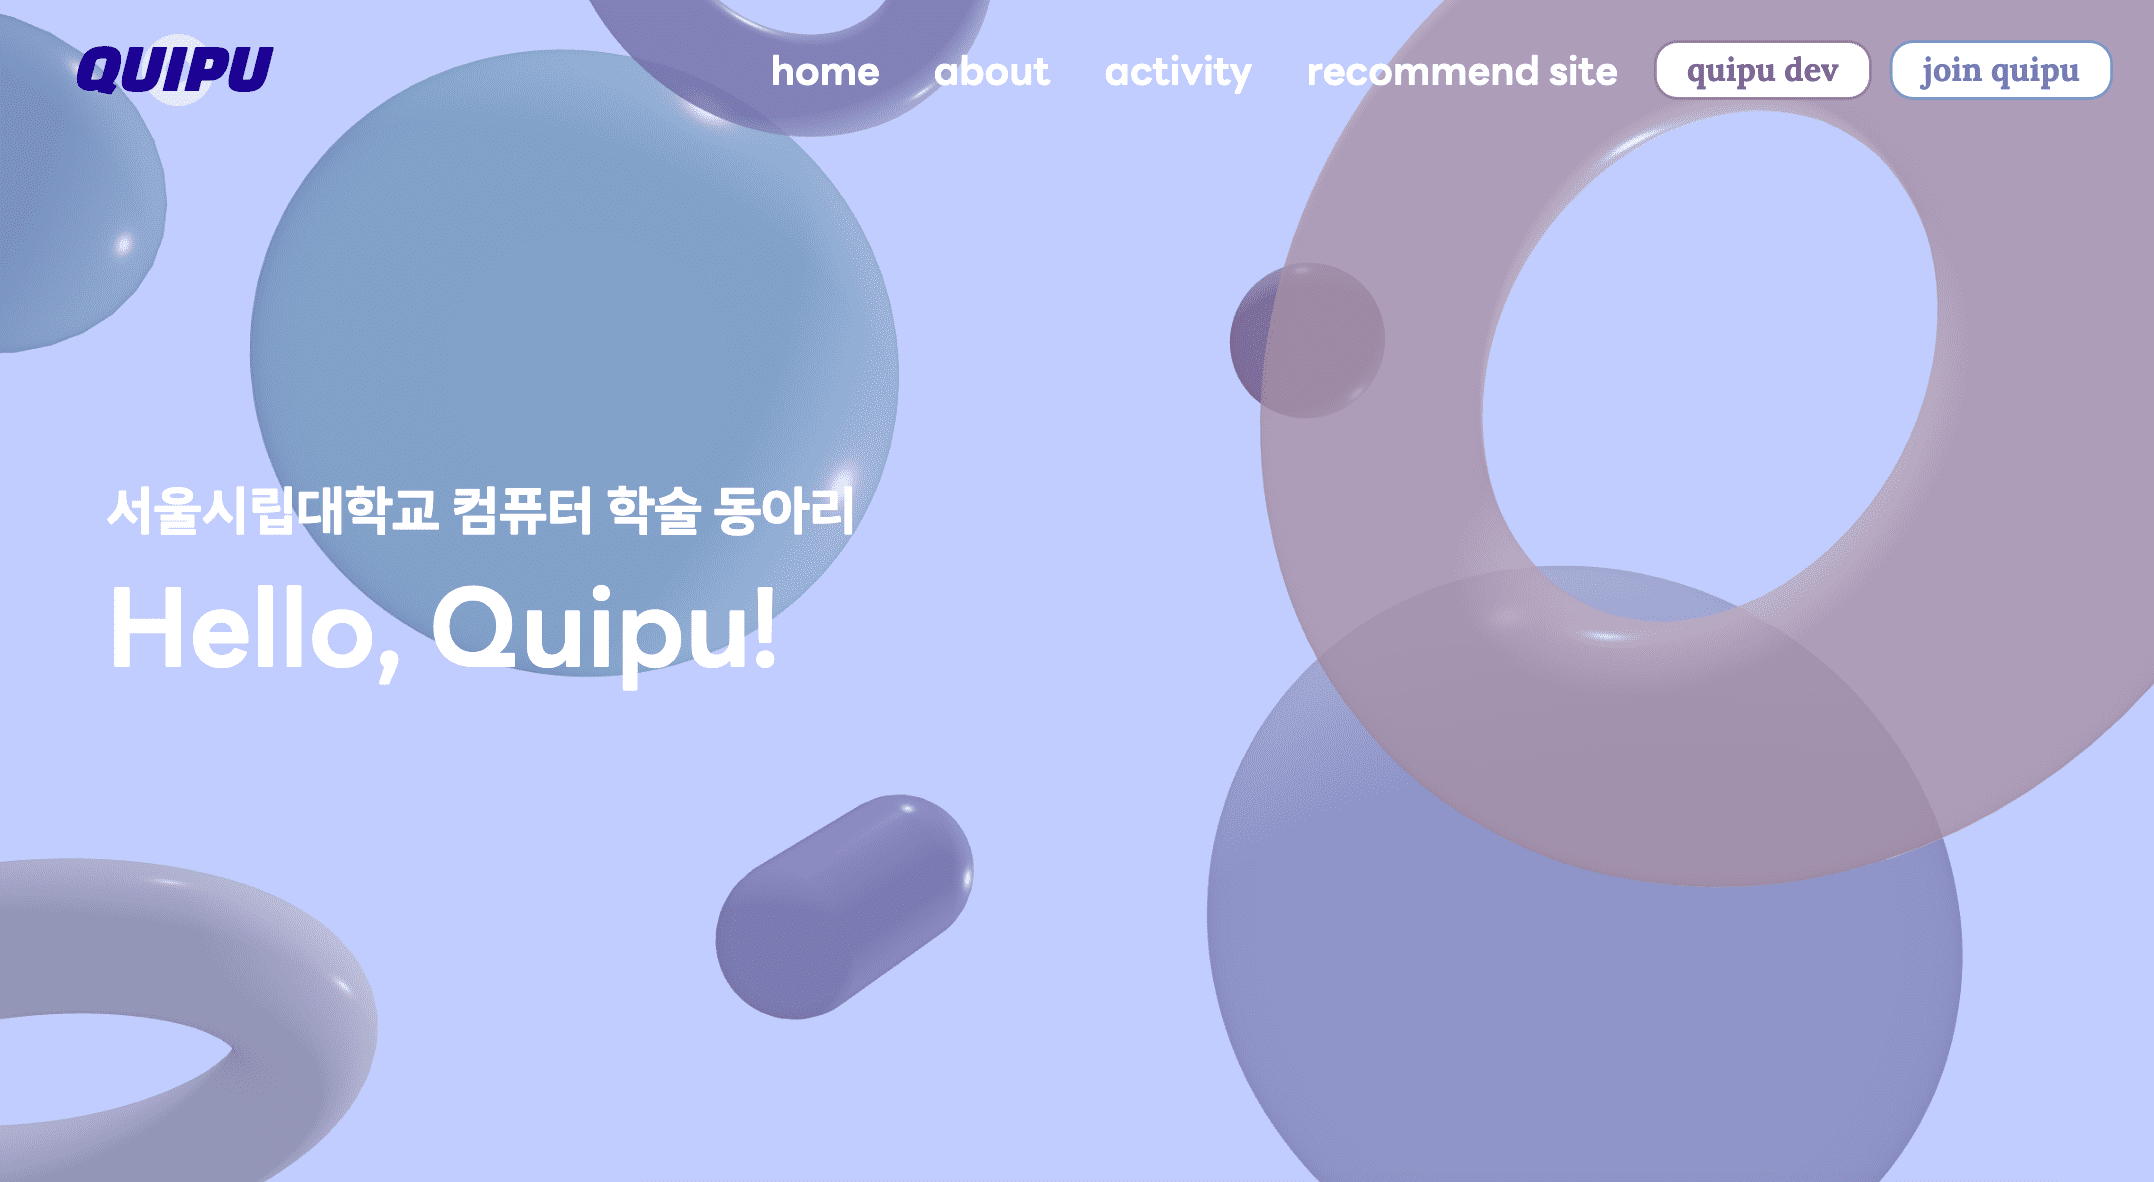 QUIPU
home about activity recommend site quipu dev join quipu
서울시립대학교 컴퓨터 학술 동아리
Hello, Quipu!